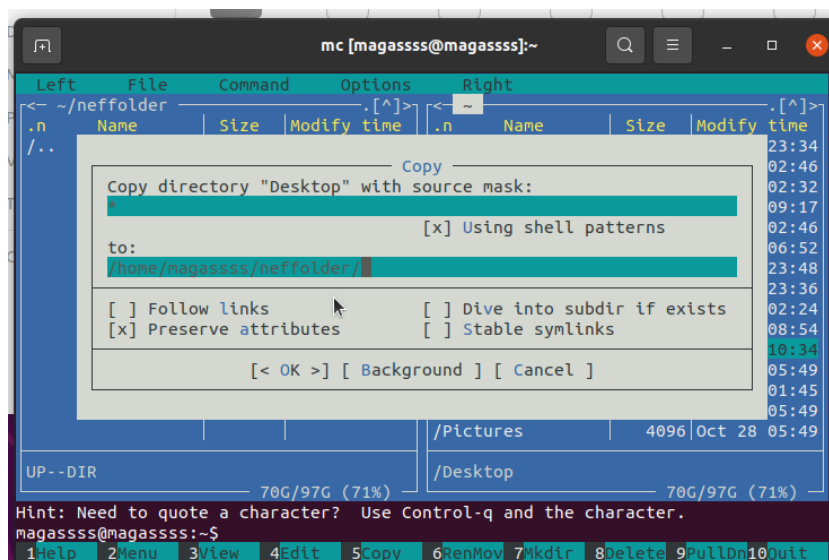 mc [magassss@magassss]:~
Left File Command Options Right
<─ ~/neffolder .[^]> <─ ~ .[^]>
.n Name Size Modify time .n Name Size Modify time
/.. 23:34
02:46
Copy
Copy directory "Desktop" with source mask: 02:32
* 09:17
[x] Using shell patterns 02:46
to: 06:52
/home/magassss/neffolder/ 23:48
23:36
[ ] Follow links [ ] Dive into subdir if exists 02:24
[x] Preserve attributes [ ] Stable symlinks 08:54
10:34
[< OK >] [ Background ] [ Cancel ] 05:49
01:45
05:49
/Pictures 4096 Oct 28 05:49
UP--DIR /Desktop
70G/97G (71%) 70G/97G (71%)
Hint: Need to quote a character? Use Control-q and the character.
magassss@magassss:~$
1Help 2Menu 3View 4Edit 5Copy 6RenMov 7Mkdir 8Delete 9PullDn 10Quit